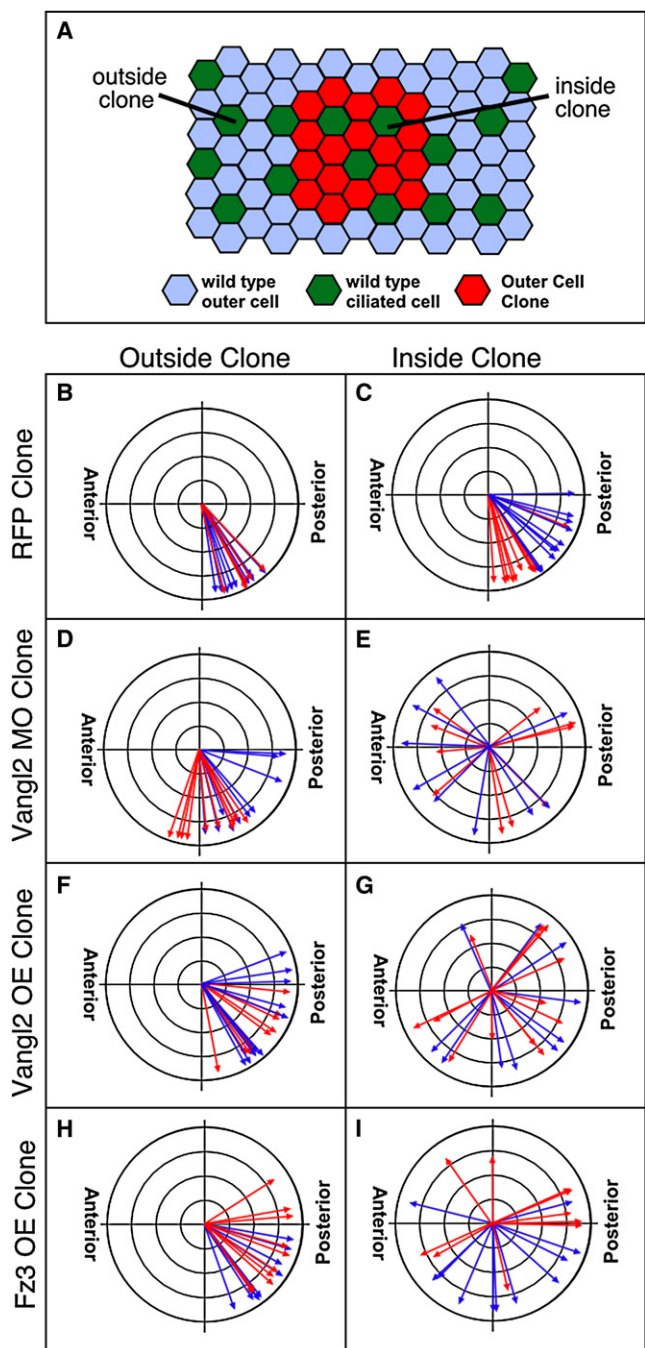 A
outside
clone
inside
clone
wild type
outer cell
wild type
ciliated cell
Outer Cell
Clone
Outside Clone
Inside Clone
RFP Clone
B
Anterior
Posterior
C
Anterior
Posterior
Vangl2 MO Clone
D
Anterior
Posterior
E
Anterior
Posterior
Vangl2 OE Clone
F
Anterior
Posterior
G
Anterior
Posterior
Fz3 OE Clone
H
Anterior
Posterior
I
Anterior
Posterior